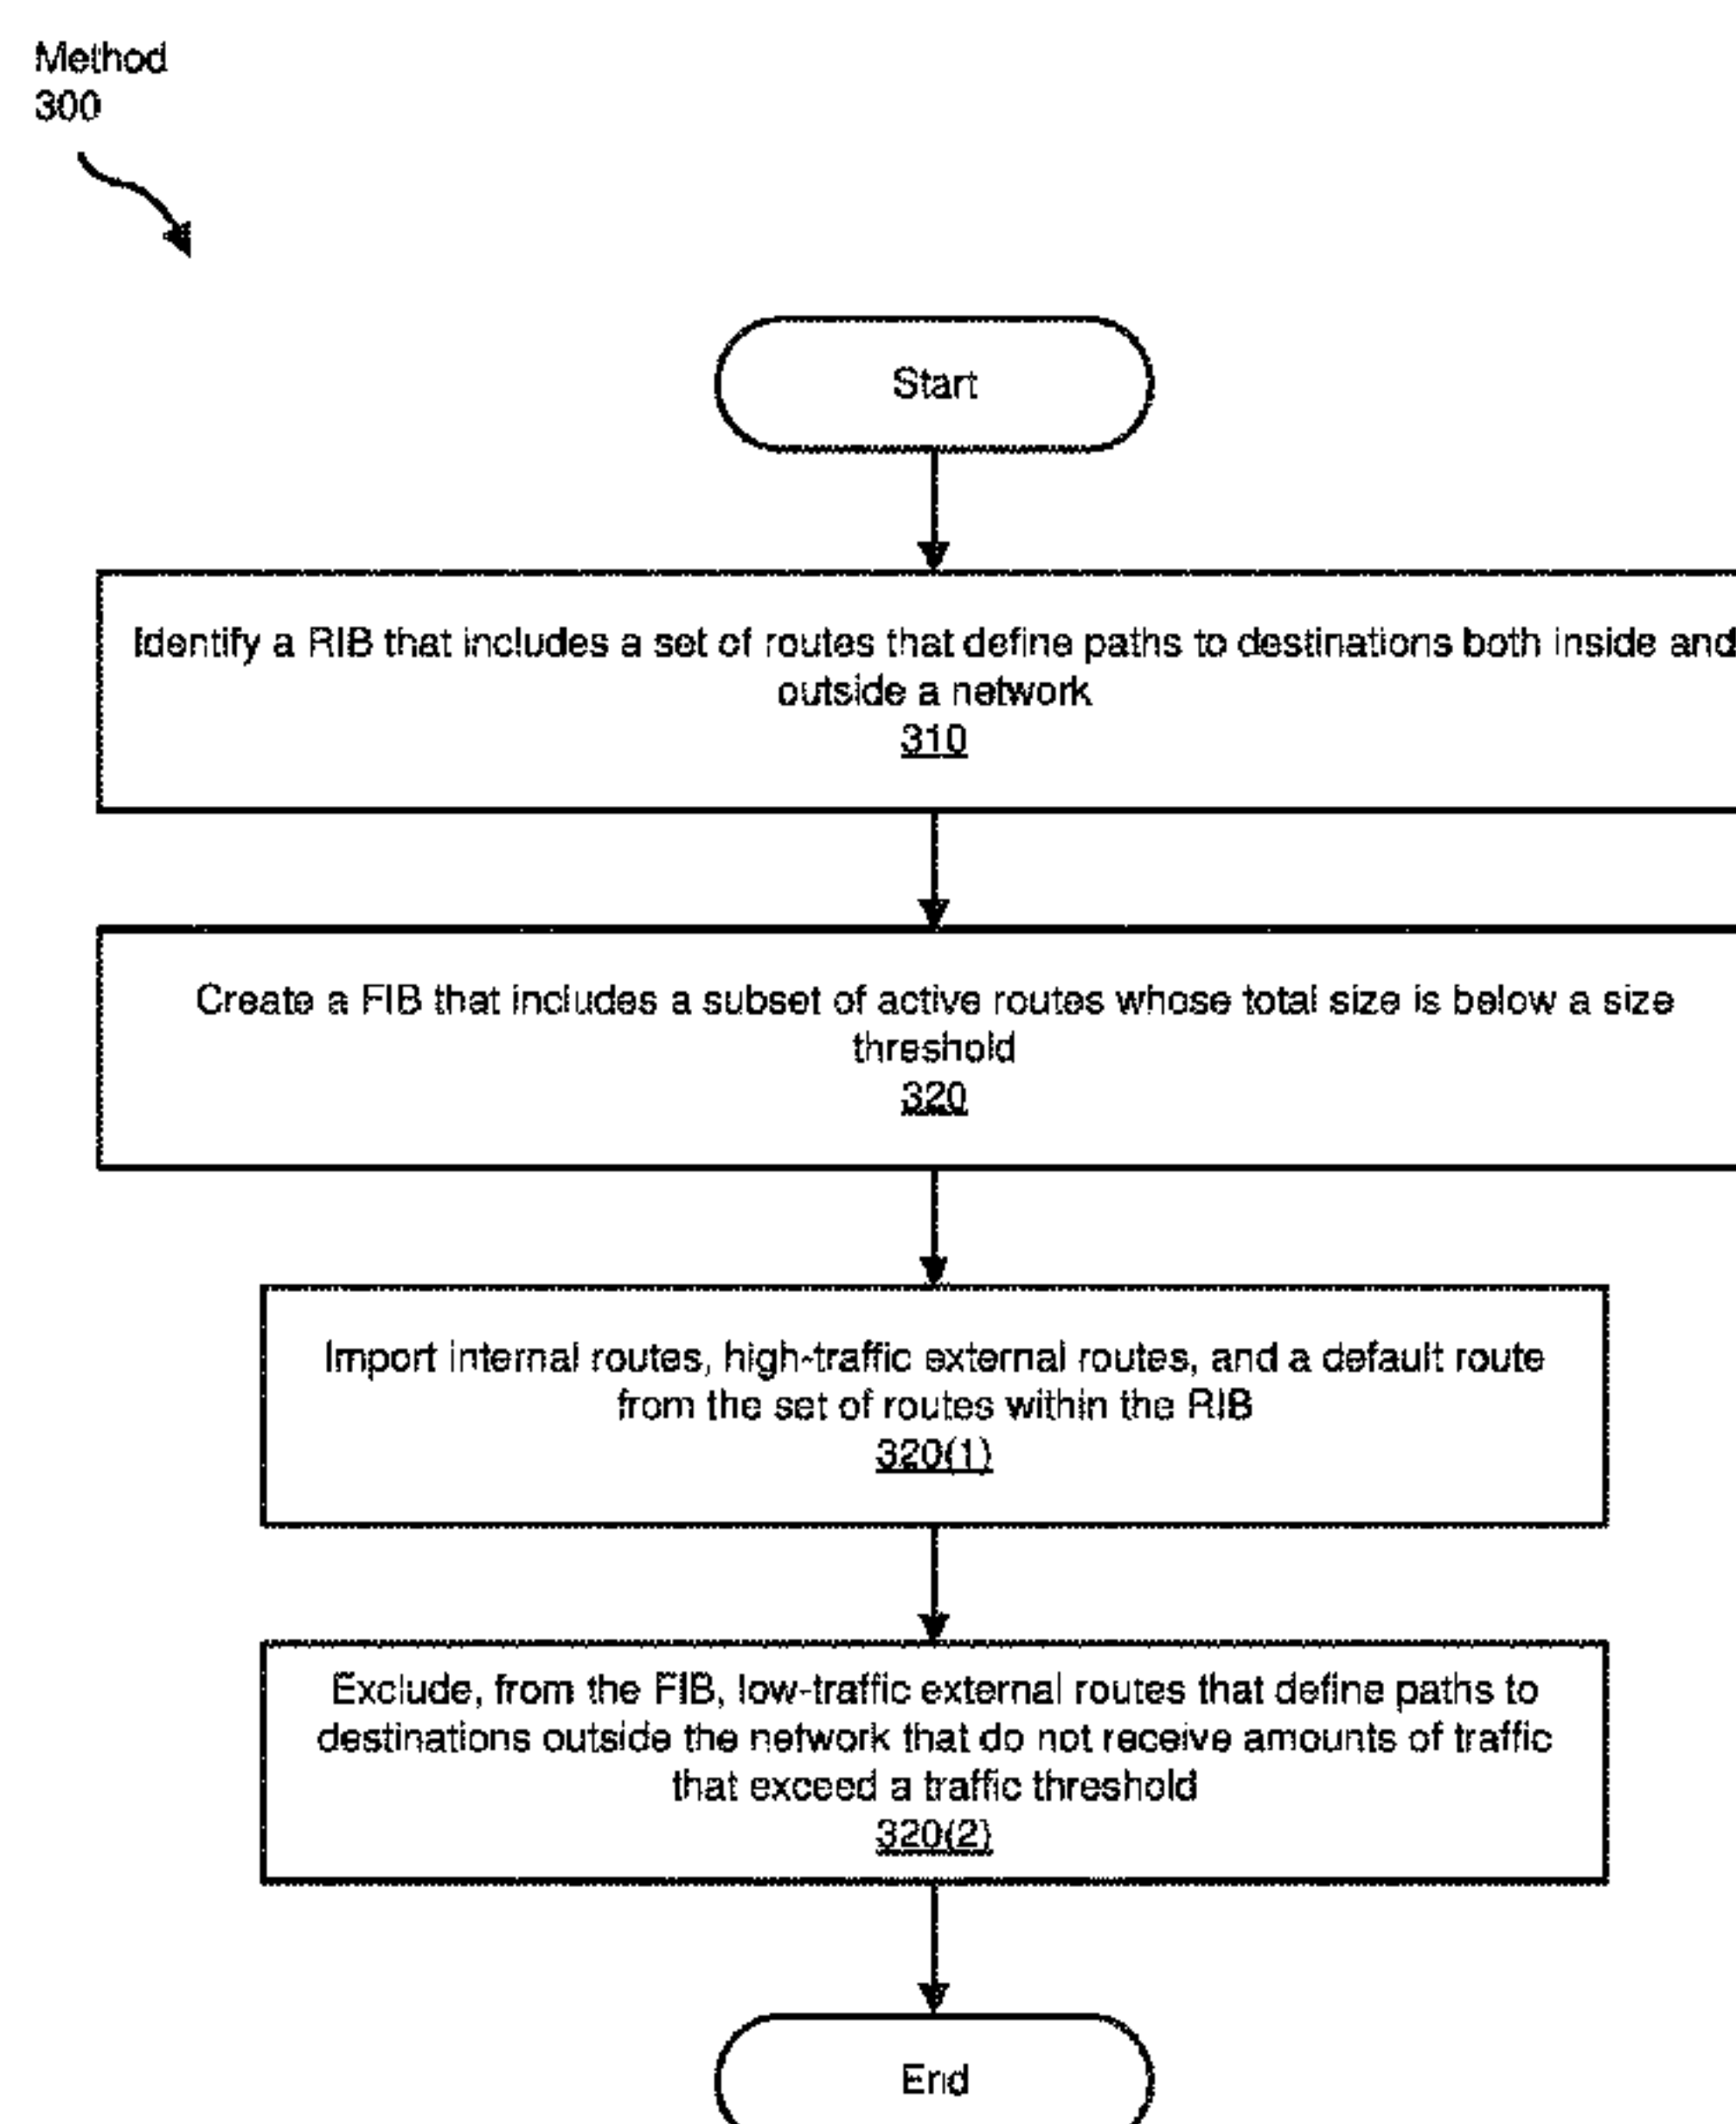 Method
300
Start
Identify a RIB that includes a set of routes that define paths to destinations both inside and
outside a network
310
Create a FIB that includes a subset of active routes whose total size is below a size
threshold
320
Import internal routes, high-traffic external routes, and a default route
from the set of routes within the RIB
320(1)
Exclude, from the FIB, low-traffic external routes that define paths to
destinations outside the network that do not receive amounts of traffic
that exceed a traffic threshold
320(2)
End